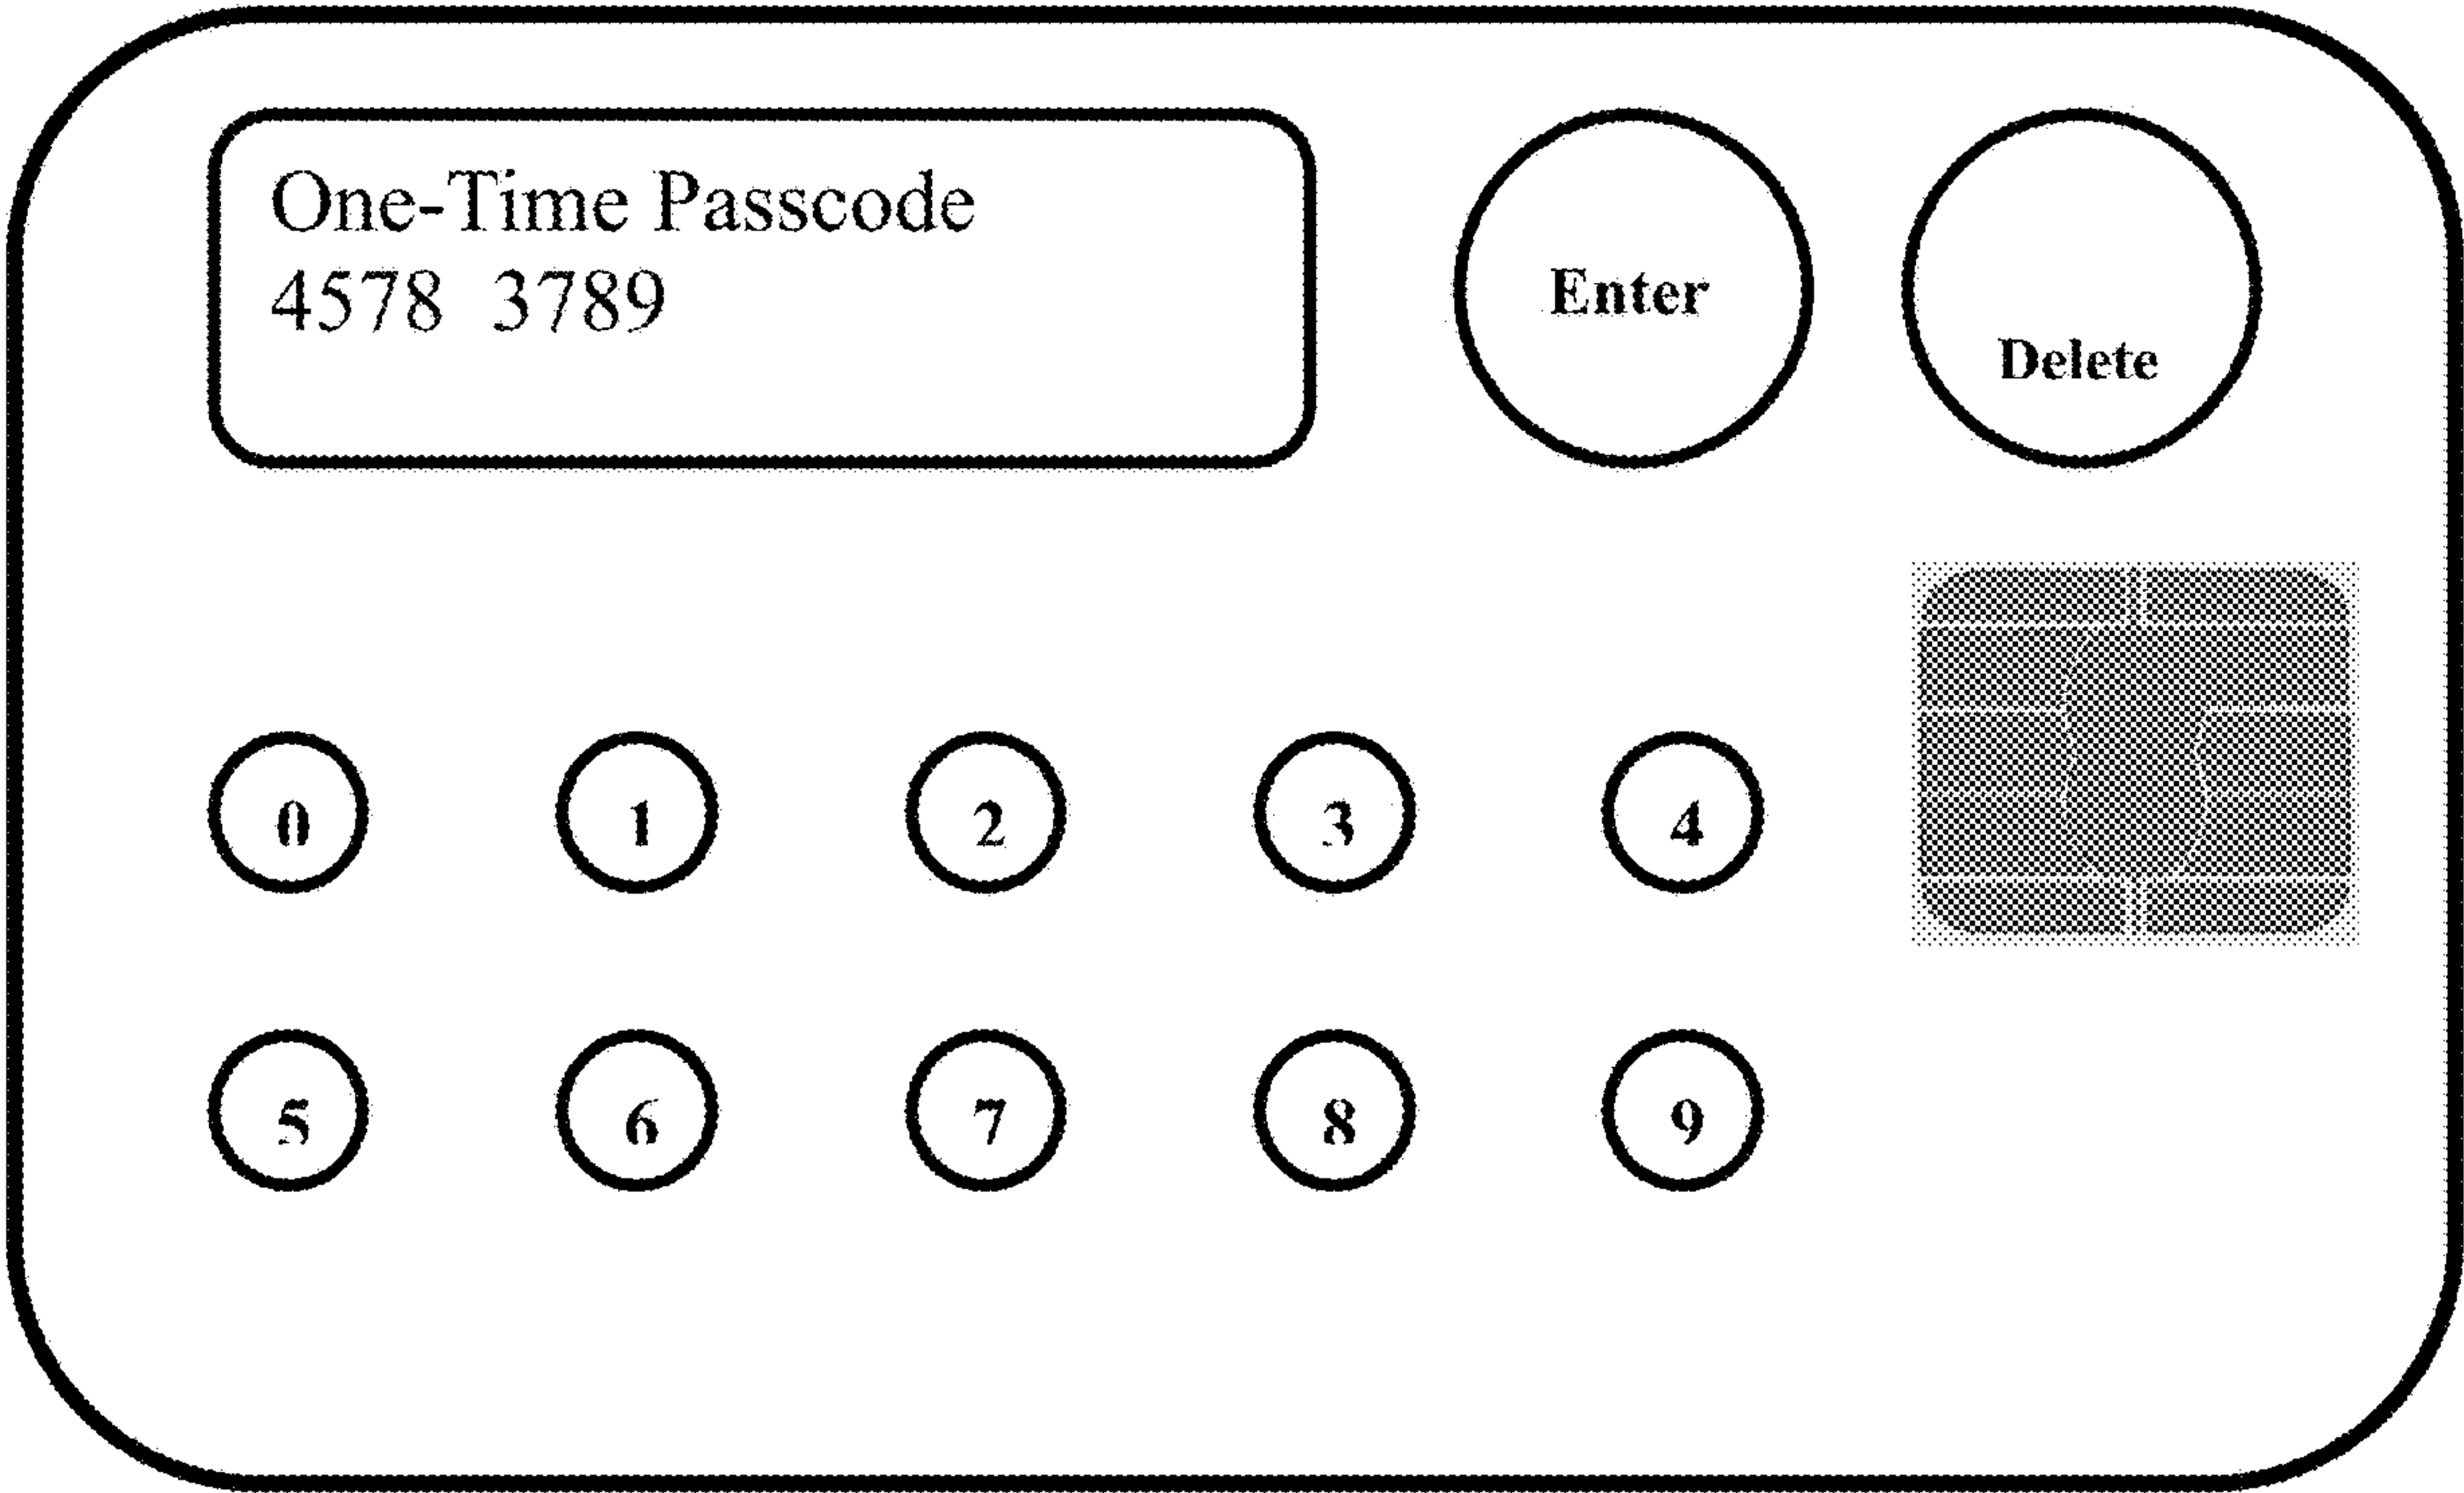 One-Time Passcode
4578 3789
Enter
Delete
0 1 2 3 4
5 6 7 8 9